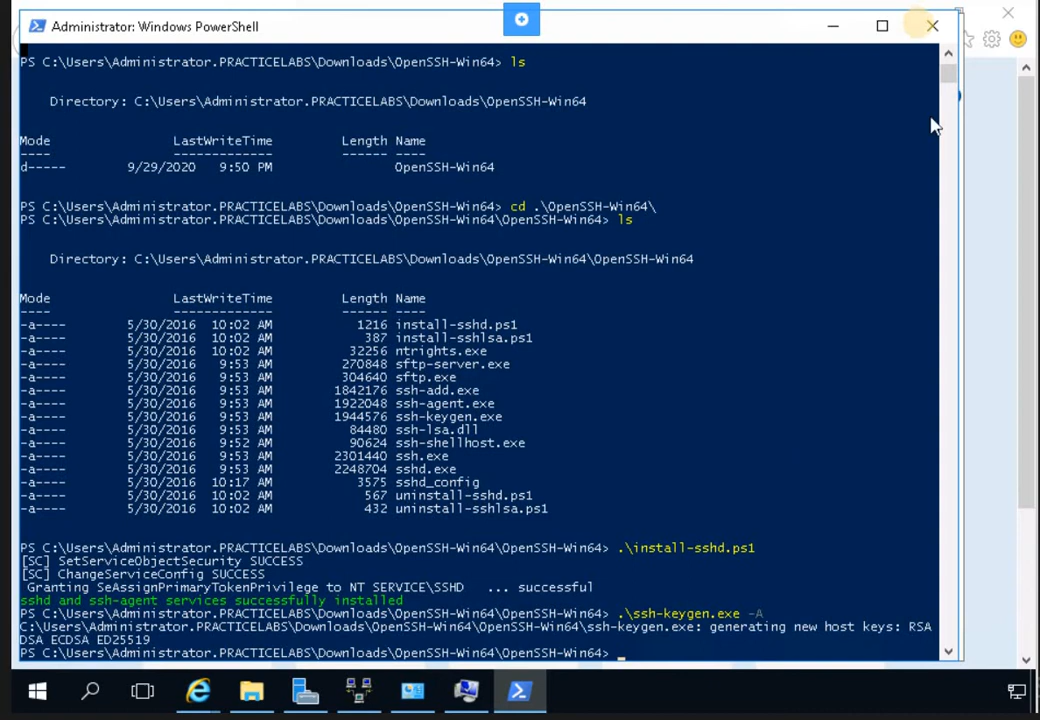 Administrator: Windows PowerShell
PS C:\Users\Administrator.PRACTICELABS\Downloads\OpenSSH-Win64> ls
Directory: C:\Users\Administrator.PRACTICELABS\Downloads\OpenSSH-Win64
Mode LastWriteTime Length Name
---- ------------- ------ ----
d----- 9/29/2020 9:50 PM OpenSSH-Win64
PS C:\Users\Administrator.PRACTICELABS\Downloads\OpenSSH-Win64> cd .\OpenSSH-Win64\
PS C:\Users\Administrator.PRACTICELABS\Downloads\OpenSSH-Win64\OpenSSH-Win64> ls
Directory: C:\Users\Administrator.PRACTICELABS\Downloads\OpenSSH-Win64\OpenSSH-Win64
Mode LastWriteTime Length Name
---- ------------- ------ ----
-a---- 5/30/2016 10:02 AM 1216 install-sshd.ps1
-a---- 5/30/2016 10:02 AM 387 install-sshlsa.ps1
-a---- 5/30/2016 10:02 AM 32256 ntrights.exe
-a---- 5/30/2016 9:53 AM 270848 sftp-server.exe
-a---- 5/30/2016 9:53 AM 304640 sftp.exe
-a---- 5/30/2016 9:53 AM 1842176 ssh-add.exe
-a---- 5/30/2016 9:53 AM 1922048 ssh-agent.exe
-a---- 5/30/2016 9:53 AM 1944576 ssh-keygen.exe
-a---- 5/30/2016 9:53 AM 84480 ssh-lsa.dll
-a---- 5/30/2016 9:52 AM 90624 ssh-shellhost.exe
-a---- 5/30/2016 9:53 AM 2301440 ssh.exe
-a---- 5/30/2016 9:53 AM 2248704 sshd.exe
-a---- 5/30/2016 10:17 AM 3575 sshd_config
-a---- 5/30/2016 10:02 AM 567 uninstall-sshd.ps1
-a---- 5/30/2016 10:02 AM 432 uninstall-sshlsa.ps1
PS C:\Users\Administrator.PRACTICELABS\Downloads\OpenSSH-Win64\OpenSSH-Win64> .\install-sshd.ps1
[SC] SetServiceObjectSecurity SUCCESS
[SC] ChangeServiceConfig SUCCESS
Granting SeAssignPrimaryTokenPrivilege to NT SERVICE\SSHD ... successful
sshd and ssh-agent services successfully installed
PS C:\Users\Administrator.PRACTICELABS\Downloads\OpenSSH-Win64\OpenSSH-Win64> .\ssh-keygen.exe -A
C:\Users\Administrator.PRACTICELABS\Downloads\OpenSSH-Win64\OpenSSH-Win64\ssh-keygen.exe: generating new host keys: RSA
DSA ECDSA ED25519
PS C:\Users\Administrator.PRACTICELABS\Downloads\OpenSSH-Win64\OpenSSH-Win64> _